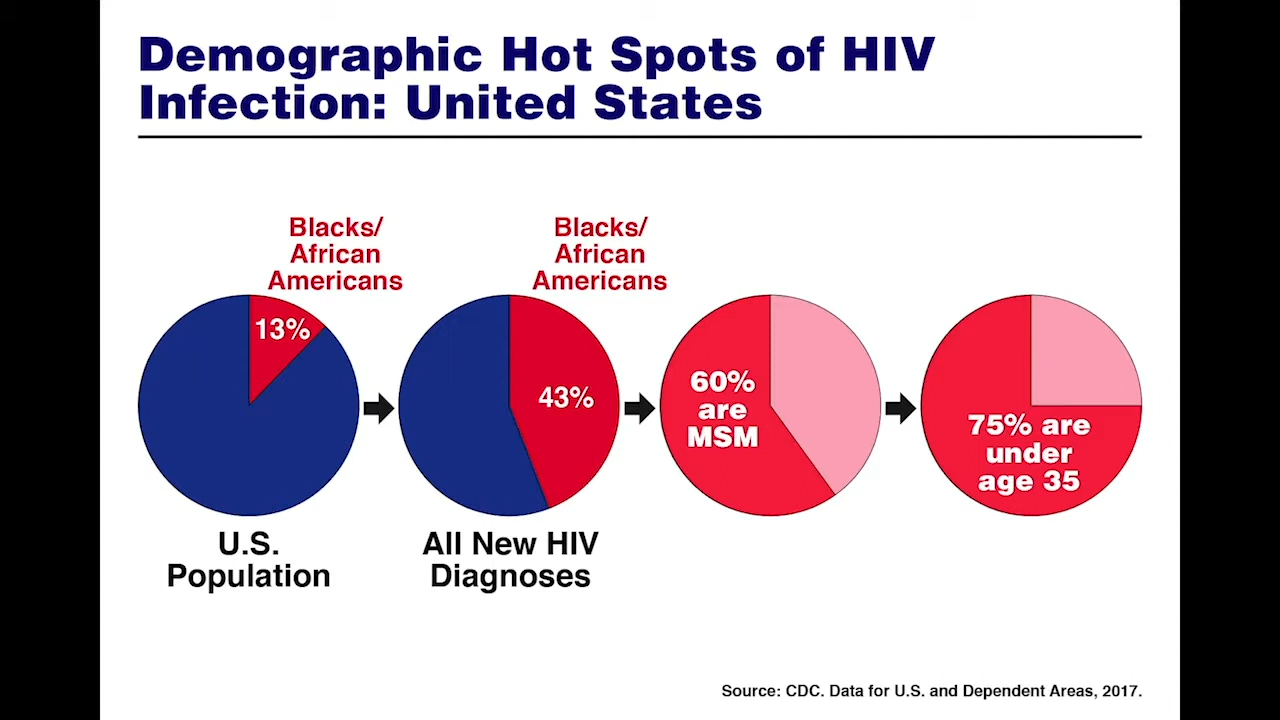 Demographic Hot Spots of HIV
Infection: United States
Blacks/
African
Americans
13%
U.S.
Population
Blacks/
African
Americans
43%
All New HIV
Diagnoses
60%
are
MSM
75% are
under
age 35
Source: CDC. Data for U.S. and Dependent Areas, 2017.